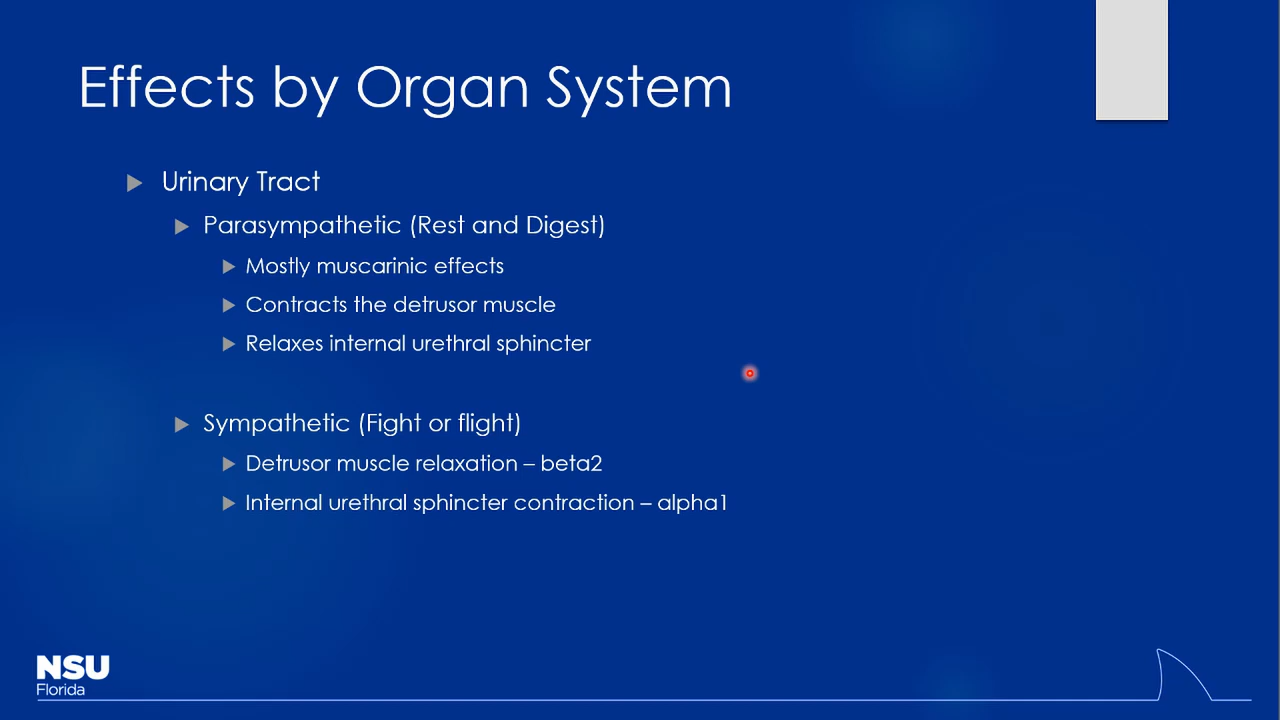 Effects by Organ System
Urinary Tract
Parasympathetic (Rest and Digest)
Mostly muscarinic effects
Contracts the detrusor muscle
Relaxes internal urethral sphincter
Sympathetic (Fight or flight)
Detrusor muscle relaxation – beta2
Internal urethral sphincter contraction – alpha1
NSU
Florida